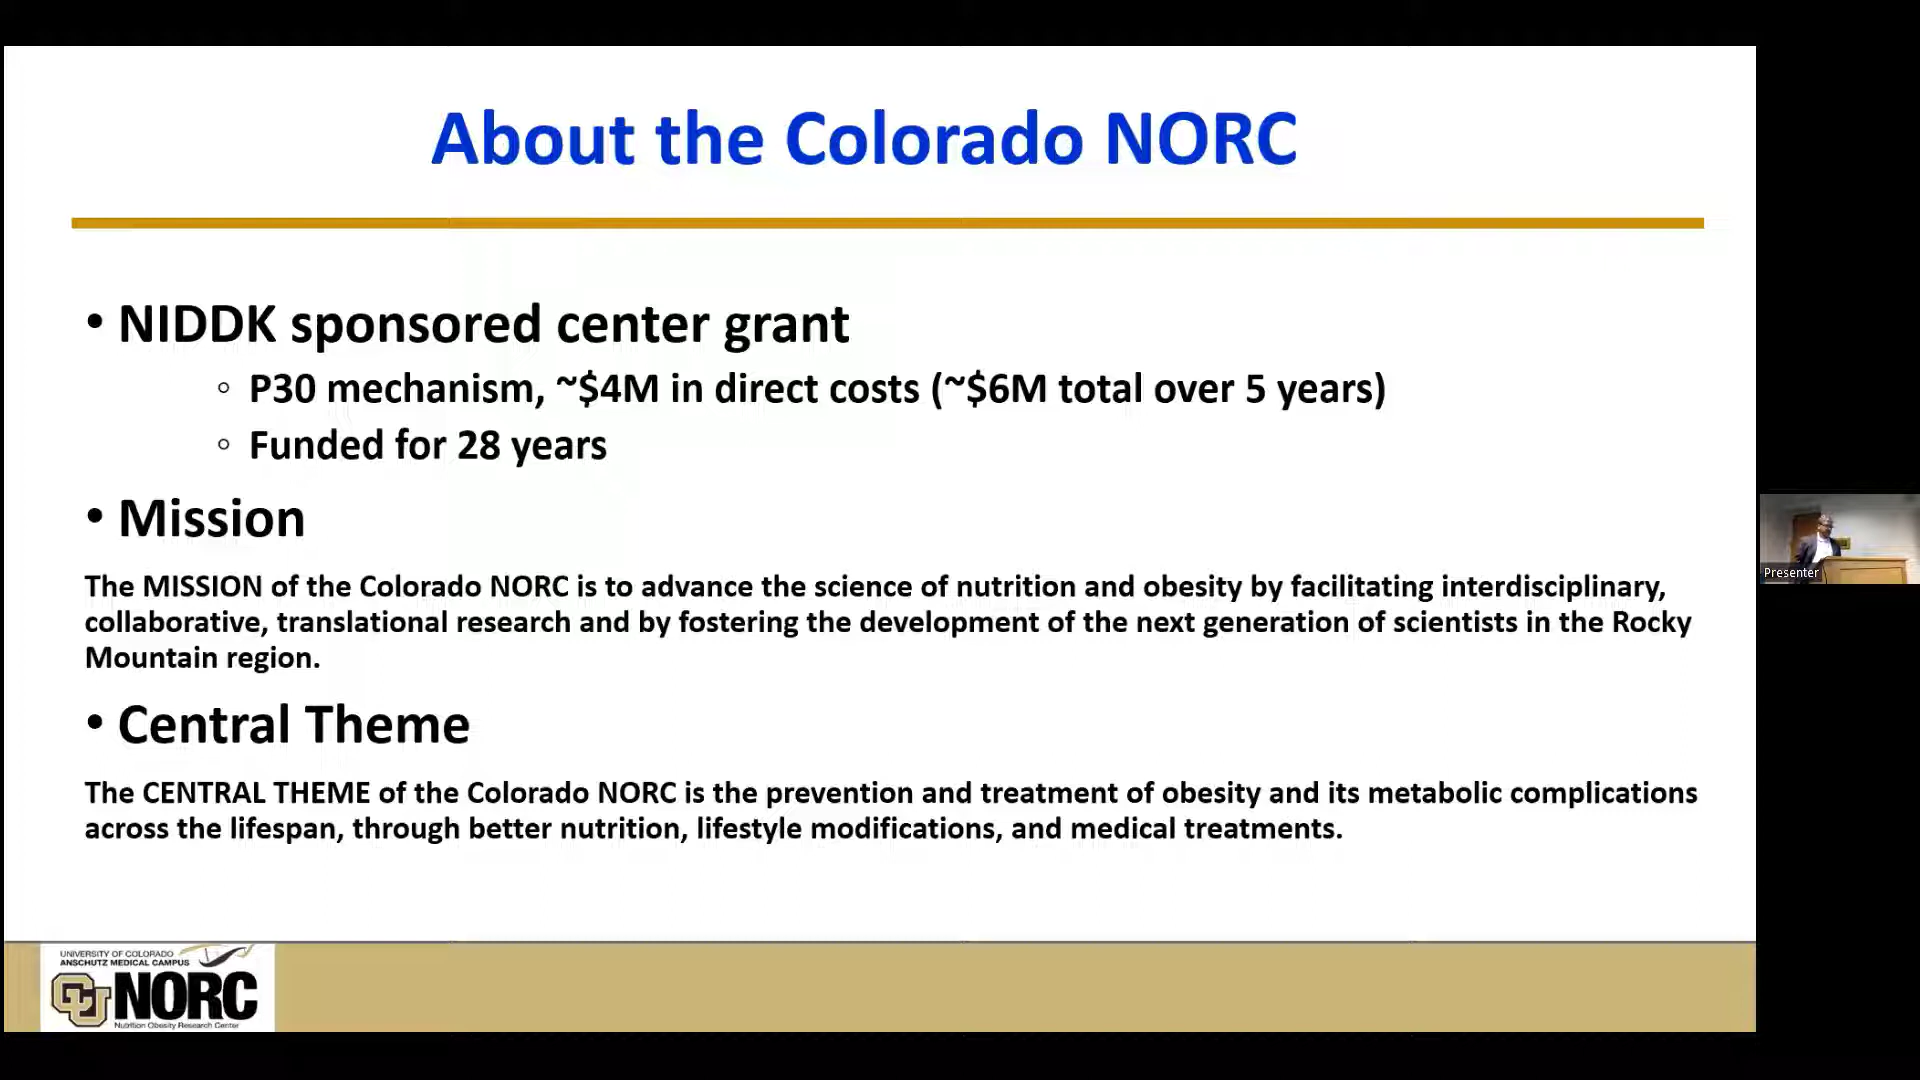 About the Colorado NORC
• NIDDK sponsored center grant
◦ P30 mechanism, ~$4M in direct costs (~$6M total over 5 years)
◦ Funded for 28 years
• Mission
The MISSION of the Colorado NORC is to advance the science of nutrition and obesity by facilitating interdisciplinary,
collaborative, translational research and by fostering the development of the next generation of scientists in the Rocky
Mountain region.
• Central Theme
The CENTRAL THEME of the Colorado NORC is the prevention and treatment of obesity and its metabolic complications
across the lifespan, through better nutrition, lifestyle modifications, and medical treatments.
Presenter
UNIVERSITY OF COLORADO
ANSCHUTZ MEDICAL CAMPUS
CU NORC
Nutrition Obesity Research Center